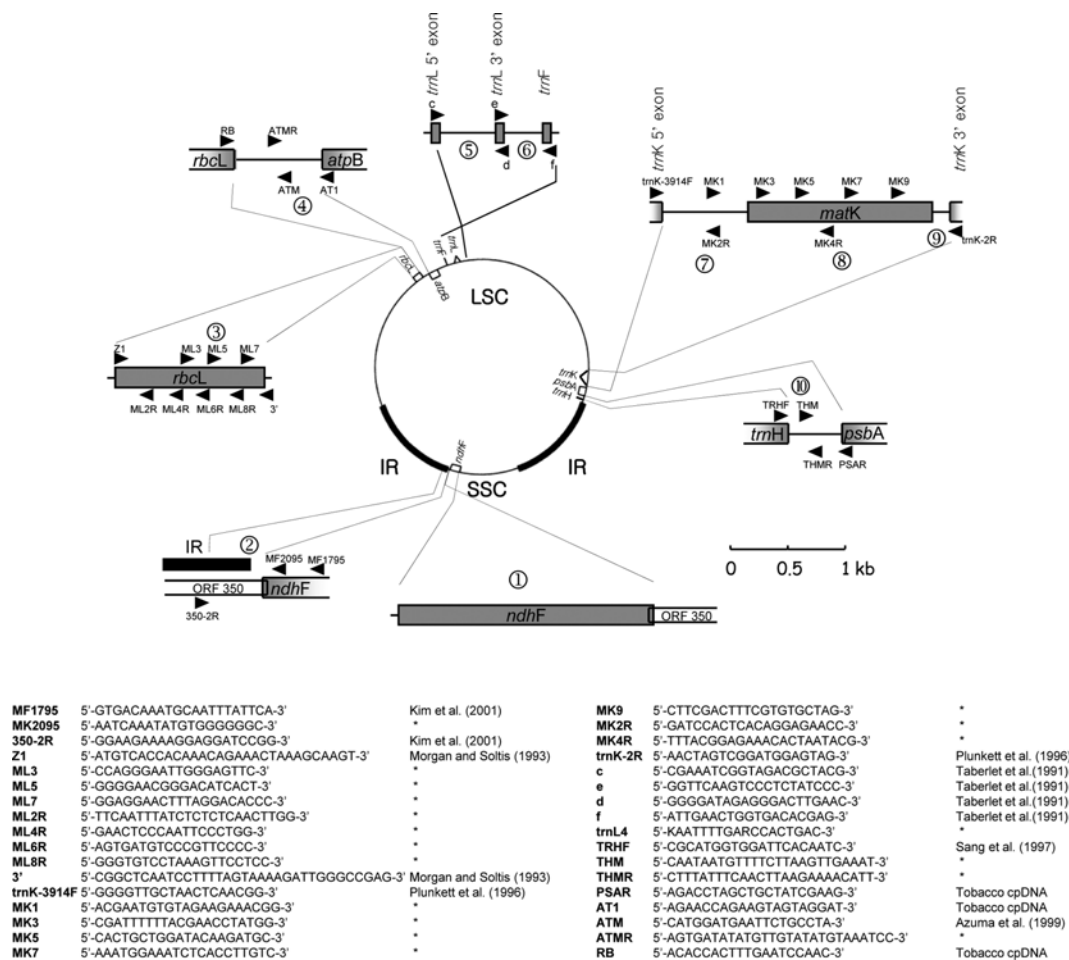 trnL 5' exon
trnL 3' exon
trnF
c
e
d
f
⑤
⑥
RB
ATMR
rbcL
atpB
ATM
AT1
④
trnK 5' exon
trnK 3' exon
trnK-3914F
MK1
MK3
MK5
MK7
MK9
matK
MK2R
MK4R
trnK-2R
⑦
⑧
⑨
trnF
trnL
rbcL
atpB
LSC
trnK
psbA
trnH
IR
IR
SSC
ndhF
③
Z1
ML3
ML5
ML7
rbcL
ML2R
ML4R
ML6R
ML8R
3'
⑩
TRHF
THM
trnH
psbA
THMR
PSAR
IR
②
MF2095
MF1795
ORF 350
ndhF
350-2R
①
ndhF
ORF 350
0 0.5 1 kb
MF1795 5'-GTGACAAATGCAATTTATTCA-3' Kim et al. (2001)
MK2095 5'-AATCAAATATGTGGGGGGC-3' *
350-2R 5'-GGAAGAAAAGGAGGATCCGG-3' Kim et al. (2001)
Z1 5'-ATGTCACCACAAACAGAAACTAAAGCAAGT-3' Morgan and Soltis (1993)
ML3 5'-CCAGGGAATTGGGAGTTC-3' *
ML5 5'-GGGGAACGGGACATCACT-3' *
ML7 5'-GGAGGAACTTTAGGACACCC-3' *
ML2R 5'-TTCAATTTATCTCTCTCAACTTGG-3' *
ML4R 5'-GAACTCCCAATTCCCTGG-3' *
ML6R 5'-AGTGATGTCCCGTTCCCC-3' *
ML8R 5'-GGGTGTCCTAAAGTTCCTCC-3' *
3' 5'-CGGCTCAATCCTTTTAGTAAAAGATTGGGCCGAG-3' Morgan and Soltis (1993)
trnK-3914F 5'-GGGGTTGCTAACTCAACGG-3' Plunkett et al. (1996)
MK1 5'-ACGAATGTGTAGAAGAAACGG-3' *
MK3 5'-CGATTTTTTACGAACCTATGG-3' *
MK5 5'-CACTGCTGGATACAAGATGC-3' *
MK7 5'-AAATGGAAATCTCACCTTGTC-3' *
MK9 5'-CTTCGACTTTCGTGTGCTAG-3' *
MK2R 5'-GATCCACTCACAGGAGAACC-3' *
MK4R 5'-TTTACGGAGAAACACTAATACG-3' *
trnK-2R 5'-AACTAGTCGGATGGAGTAG-3' Plunkett et al. (1996)
c 5'-CGAAATCGGTAGACGCTACG-3' Taberlet et al.(1991)
e 5'-GGTTCAAGTCCCTCTATCCC-3' Taberlet et al.(1991)
d 5'-GGGGATAGAGGGACTTGAAC-3' Taberlet et al.(1991)
f 5'-ATTGAACTGGTGACACGAG-3' Taberlet et al.(1991)
trnL4 5'-KAATTTTGARCCACTGAC-3' *
TRHF 5'-CGCATGGTGGATTCACAATC-3' Sang et al. (1997)
THM 5'-CAATAATGTTTTCTTAAGTTGAAAT-3' *
THMR 5'-CTTTATTTCAACTTAAGAAAACATT-3' *
PSAR 5'-AGACCTAGCTGCTATCGAAG-3' Tobacco cpDNA
AT1 5'-AGAACCAGAAGTAGTAGGAT-3' Tobacco cpDNA
ATM 5'-CATGGATGAATTCTGCCTA-3' Azuma et al. (1999)
ATMR 5'-AGTGATATATGTTGTATATGTAAATCC-3' *
RB 5'-ACACCACTTTGAATCCAAC-3' Tobacco cpDNA